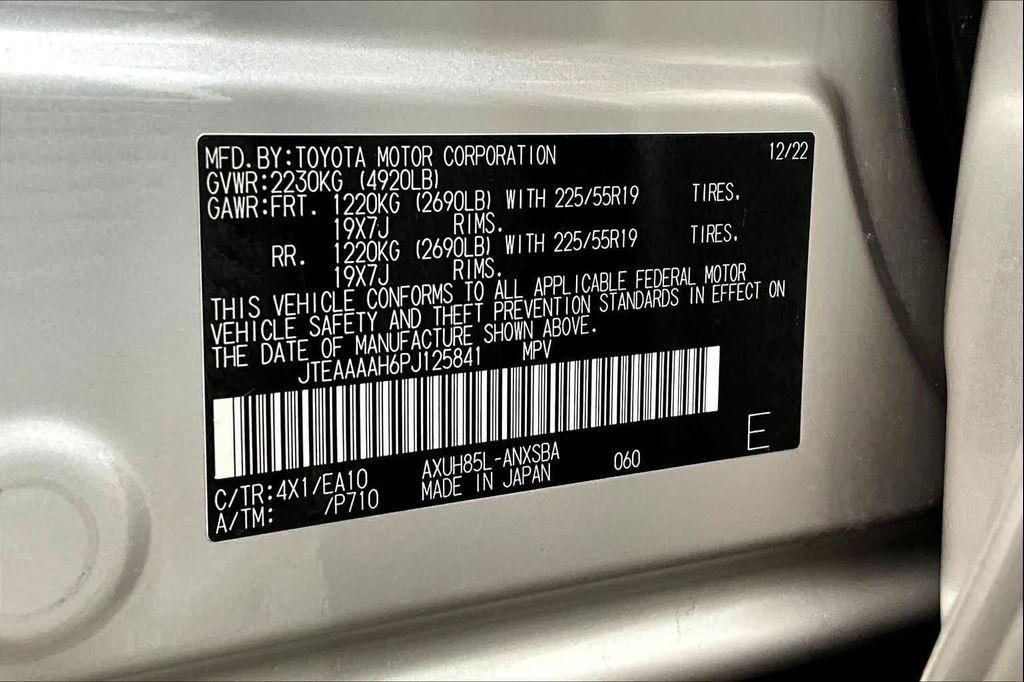 MFD.BY:TOYOTA MOTOR CORPORATION 12/22
GVWR:2230KG (4920LB)
GAWR:FRT. 1220KG (2690LB) WITH 225/55R19 TIRES,
19X7J RIMS.
RR. 1220KG (2690LB) WITH 225/55R19 TIRES,
19X7J RIMS.
THIS VEHICLE CONFORMS TO ALL APPLICABLE FEDERAL MOTOR
VEHICLE SAFETY AND THEFT PREVENTION STANDARDS IN EFFECT ON
THE DATE OF MANUFACTURE SHOWN ABOVE.
JTEAAAAH6PJ125841 MPV
E
C/TR:4X1/EA10 AXUH85L-ANXSBA 060
A/TM: /P710 MADE IN JAPAN